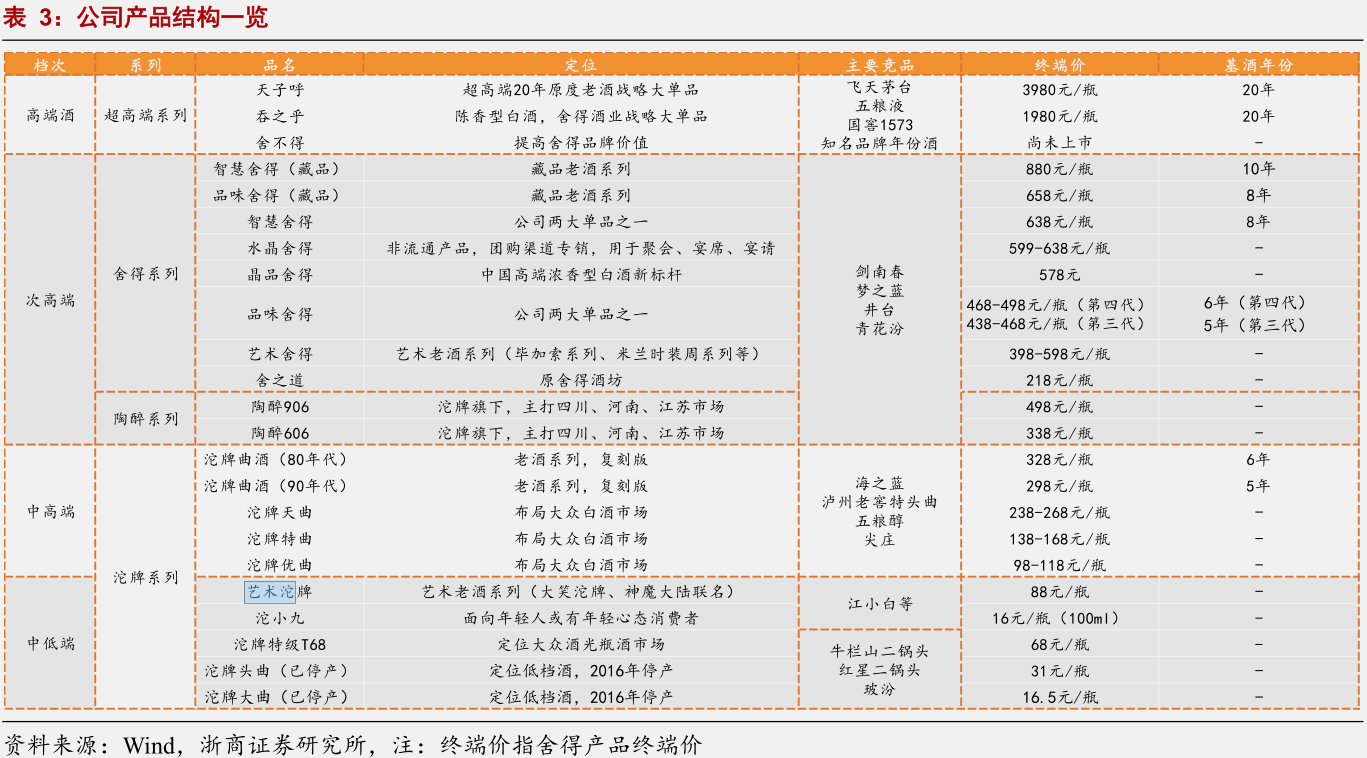 表 3：公司产品结构一览
档次 系列 品名 定位 主要竞品 终端价 基酒年份
高端酒 超高端系列 天子呼 超高端20年原度老酒战略大单品 飞天茅台 3980元/瓶 20年
吞之乎 陈香型白酒，舍得酒业战略大单品 五粮液 1980元/瓶 20年
国窖1573
舍不得 提高舍得品牌价值 知名品牌年份酒 尚未上市 -
次高端 舍得系列 智慧舍得（藏品） 藏品老酒系列 880元/瓶 10年
品味舍得（藏品） 藏品老酒系列 658元/瓶 8年
智慧舍得 公司两大单品之一 638元/瓶 8年
水晶舍得 非流通产品，团购渠道专销，用于聚会、宴席、宴请 599-638元/瓶 -
晶品舍得 中国高端浓香型白酒新标杆 剑南春 578元 -
梦之蓝
品味舍得 公司两大单品之一 井台 468-498元/瓶（第四代） 6年（第四代）
青花汾 438-468元/瓶（第三代） 5年（第三代）
艺术舍得 艺术老酒系列（毕加索系列、米兰时装周系列等） 398-598元/瓶 -
舍之道 原舍得酒坊 218元/瓶 -
陶醉系列 陶醉906 沱牌旗下，主打四川、河南、江苏市场 498元/瓶 -
陶醉606 沱牌旗下，主打四川、河南、江苏市场 338元/瓶 -
中高端 沱牌系列 沱牌曲酒（80年代） 老酒系列，复刻版 328元/瓶 6年
沱牌曲酒（90年代） 老酒系列，复刻版 海之蓝 298元/瓶 5年
泸州老窖特头曲
沱牌天曲 布局大众白酒市场 五粮醇 238-268元/瓶 -
沱牌特曲 布局大众白酒市场 尖庄 138-168元/瓶 -
沱牌优曲 布局大众白酒市场 98-118元/瓶 -
中低端 艺术沱牌 艺术老酒系列（大笑沱牌、神魔大陆联名） 江小白等 88元/瓶 -
沱小九 面向年轻人或有年轻心态消费者 16元/瓶（100ml） -
沱牌特级T68 定位大众酒光瓶酒市场 牛栏山二锅头 68元/瓶 -
沱牌头曲（已停产） 定位低档酒，2016年停产 红星二锅头 31元/瓶 -
沱牌大曲（已停产） 定位低档酒，2016年停产 玻汾 16.5元/瓶 -
资料来源：Wind，浙商证券研究所，注：终端价指舍得产品终端价